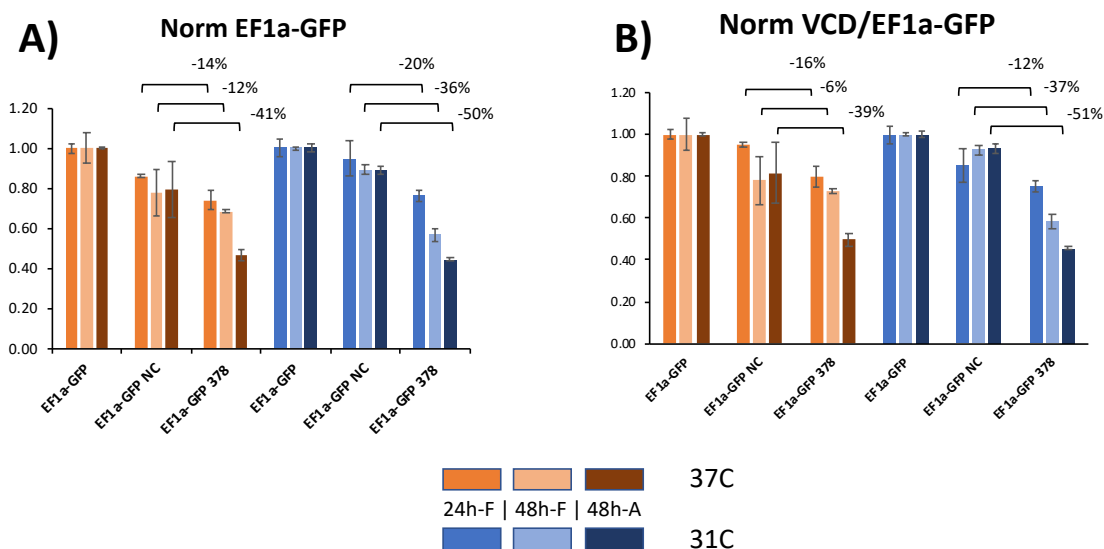 A)
Norm EF1a-GFP
-14%
-12%
-41%
-20%
-36%
-50%
1.20
1.00
0.80
0.60
0.40
0.20
0.00
EF1a-GFP
EF1a-GFP NC
EF1a-GFP 378
EF1a-GFP
EF1a-GFP NC
EF1a-GFP 378
B)
Norm VCD/EF1a-GFP
-16%
-6%
-39%
-12%
-37%
-51%
1.20
1.00
0.80
0.60
0.40
0.20
0.00
EF1a-GFP
EF1a-GFP NC
EF1a-GFP 378
EF1a-GFP
EF1a-GFP NC
EF1a-GFP 378
37C
24h-F | 48h-F | 48h-A
31C